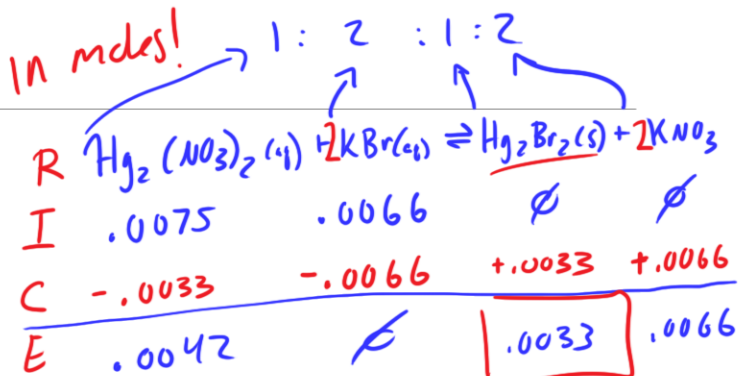 In moles! 1 : 2 : 1 : 2
R Hg₂(NO₃)₂(aq) + 2KBr(aq) ⇌ Hg₂Br₂(s) + 2KNO₃
I .0075 .0066 ∅ ∅
C -.0033 -.0066 +.0033 +.0066
E .0042 ∅ .0033 .0066